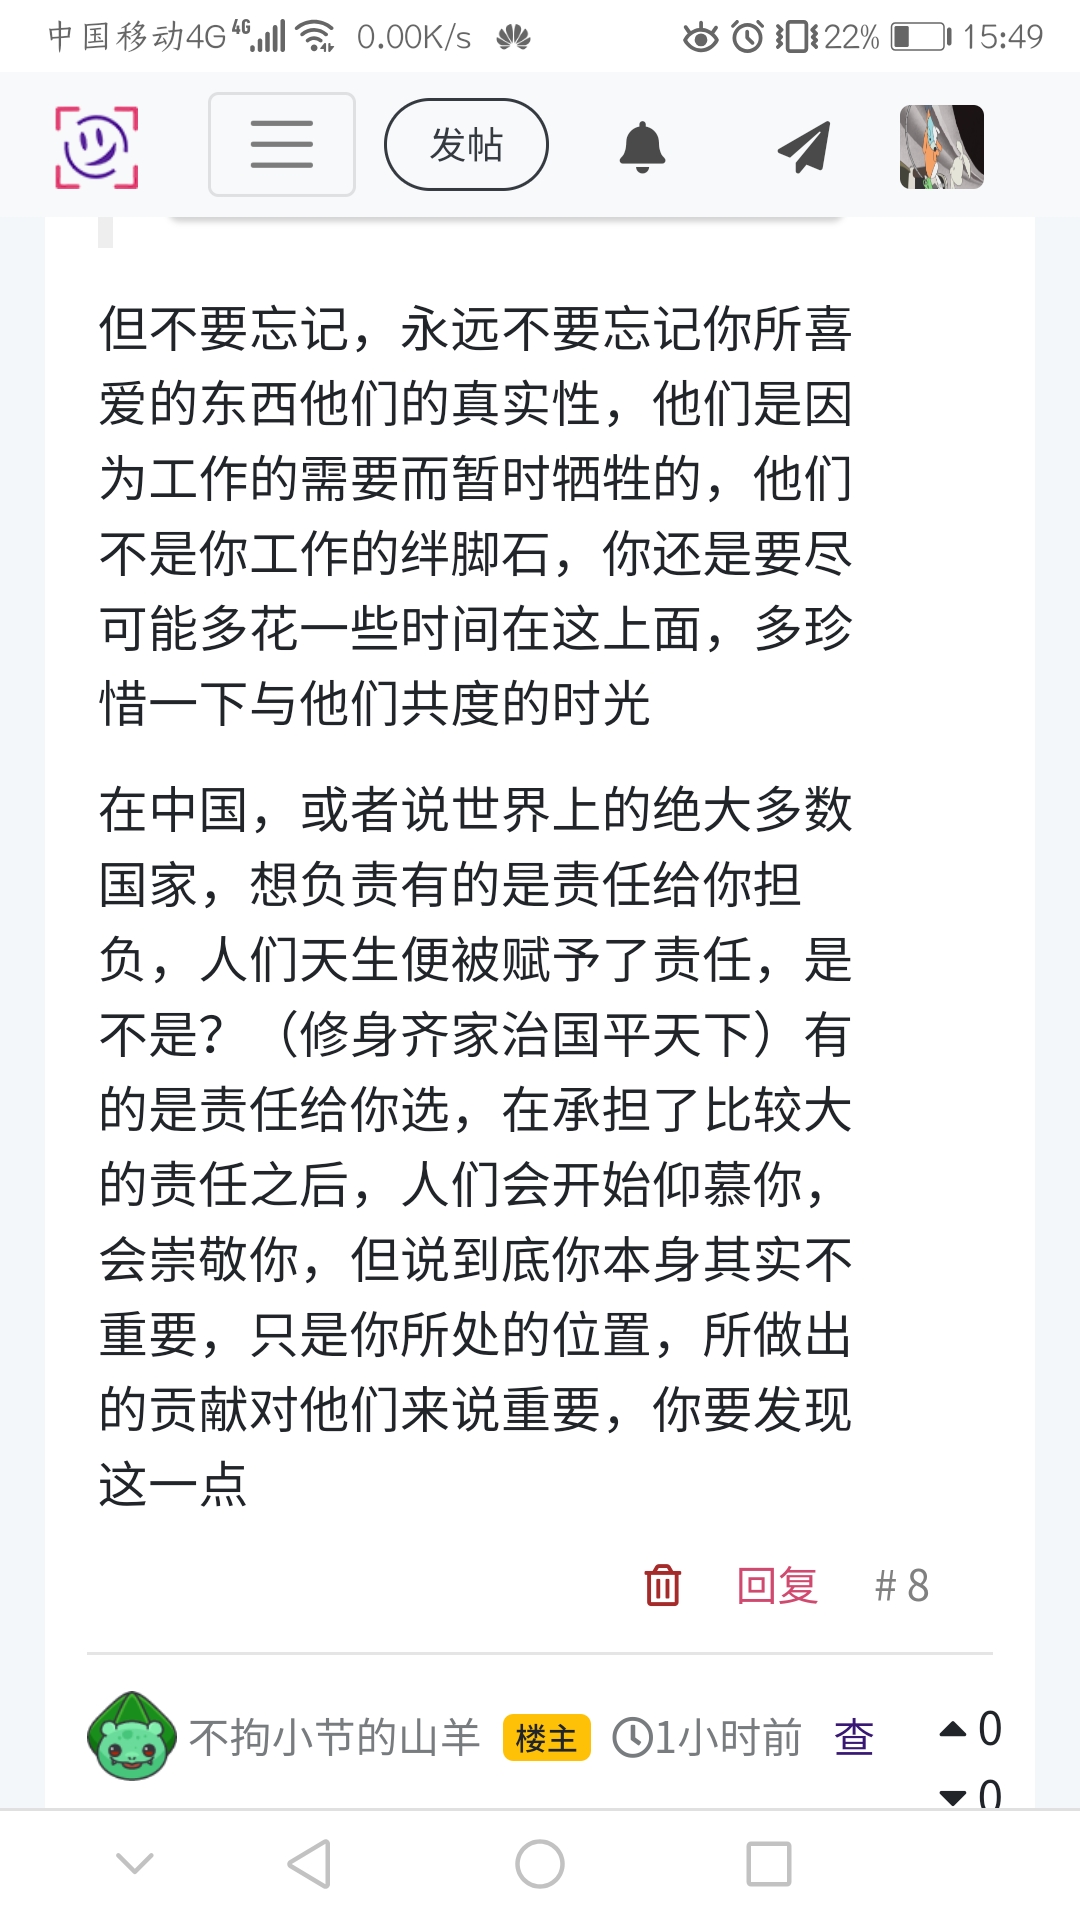 中国移动4G 4G 0.00K/s 22% 15:49
发帖
但不要忘记，永远不要忘记你所喜
爱的东西他们的真实性，他们是因
为工作的需要而暂时牺牲的，他们
不是你工作的绊脚石，你还是要尽
可能多花一些时间在这上面，多珍
惜一下与他们共度的时光
在中国，或者说世界上的绝大多数
国家，想负责有的是责任给你担
负，人们天生便被赋予了责任，是
不是？（修身齐家治国平天下）有
的是责任给你选，在承担了比较大
的责任之后，人们会开始仰慕你，
会崇敬你，但说到底你本身其实不
重要，只是你所处的位置，所做出
的贡献对他们来说重要，你要发现
这一点
回复 # 8
不拘小节的山羊 楼主 1小时前 查 0
0